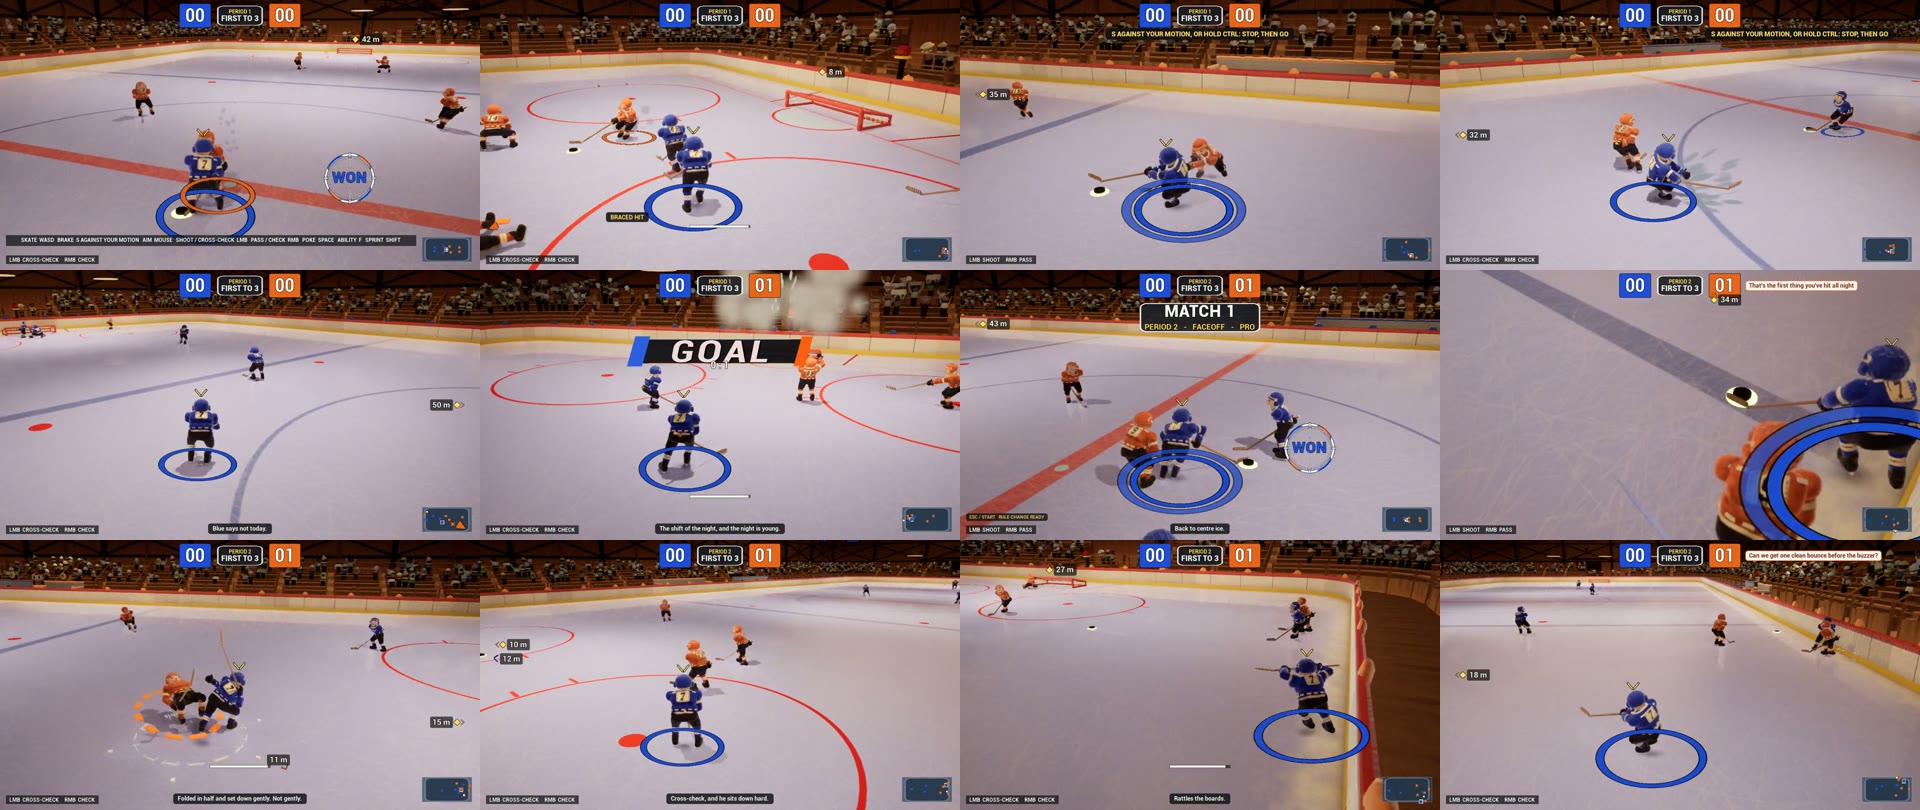 00 PERIOD 1 FIRST TO 3 00
42 m
WON
SKATE WASD BRAKE S AGAINST YOUR MOTION AIM MOUSE SHOOT / CROSS-CHECK LMB PASS / CHECK RMB POKE SPACE ABILITY F SPRINT SHIFT
LMB CROSS-CHECK RMB CHECK
00 PERIOD 1 FIRST TO 3 00
8 m
BRACED HIT
LMB CROSS-CHECK RMB CHECK
00 PERIOD 1 FIRST TO 3 00
S AGAINST YOUR MOTION, OR HOLD CTRL: STOP, THEN GO
35 m
LMB SHOOT RMB PASS
00 PERIOD 1 FIRST TO 3 00
S AGAINST YOUR MOTION, OR HOLD CTRL: STOP, THEN GO
32 m
LMB CROSS-CHECK RMB CHECK
00 PERIOD 1 FIRST TO 3 00
50 m
Blue says not today.
LMB CROSS-CHECK RMB CHECK
00 PERIOD 1 FIRST TO 3 01
GOAL
0:1
The shift of the night, and the night is young.
LMB CROSS-CHECK RMB CHECK
00 PERIOD 2 FIRST TO 3 01
MATCH 1
PERIOD 2 - FACEOFF - PRO
43 m
WON
ESC / START RULE CHANGE READY
Back to centre ice.
LMB SHOOT RMB PASS
00 PERIOD 2 FIRST TO 3 01
That's the first thing you've hit all night
34 m
LMB SHOOT RMB PASS
00 PERIOD 2 FIRST TO 3 01
15 m
11 m
Folded in half and set down gently. Not gently.
LMB CROSS-CHECK RMB CHECK
00 PERIOD 2 FIRST TO 3 01
10 m
12 m
Cross-check, and he sits down hard.
LMB CROSS-CHECK RMB CHECK
00 PERIOD 2 FIRST TO 3 01
27 m
Rattles the boards.
LMB CROSS-CHECK RMB CHECK
00 PERIOD 2 FIRST TO 3 01
Can we get one clean bounce before the buzzer?
18 m
LMB CROSS-CHECK RMB CHECK